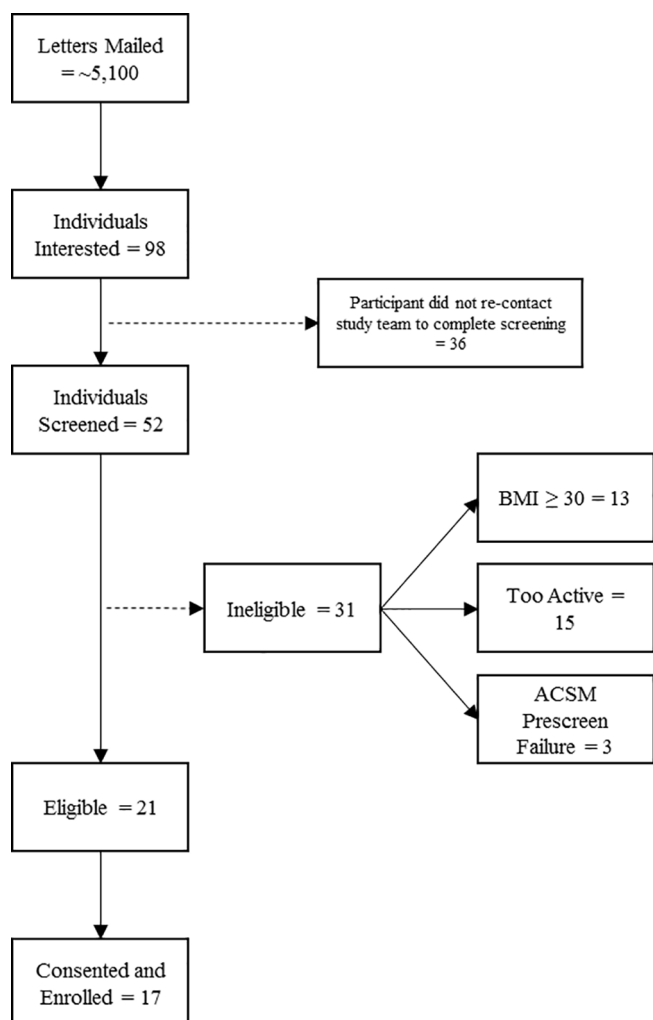 Letters Mailed
= ~5,100
Individuals
Interested = 98
Participant did not re-contact
study team to complete screening
= 36
Individuals
Screened = 52
BMI ≥ 30 = 13
Ineligible = 31
Too Active =
15
ACSM
Prescreen
Failure = 3
Eligible = 21
Consented and
Enrolled = 17